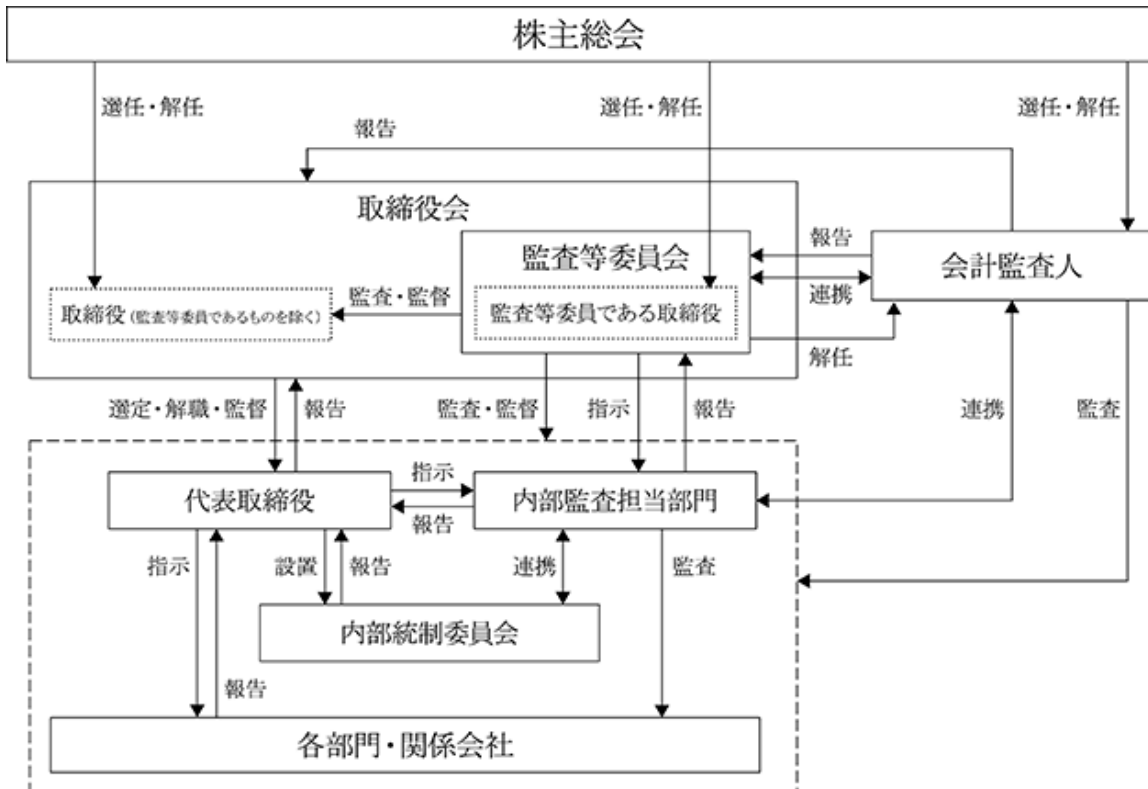 株主総会
選任・解任
選任・解任
選任・解任
報告
取締役会
監査等委員会
報告
会計監査人
連携
取締役(監査等委員であるものを除く)
監査・監督
監査等委員である取締役
解任
選定・解職・監督
報告
監査・監督
指示
報告
連携
監査
代表取締役
指示
報告
内部監査担当部門
指示
設置
報告
連携
監査
内部統制委員会
報告
各部門・関係会社